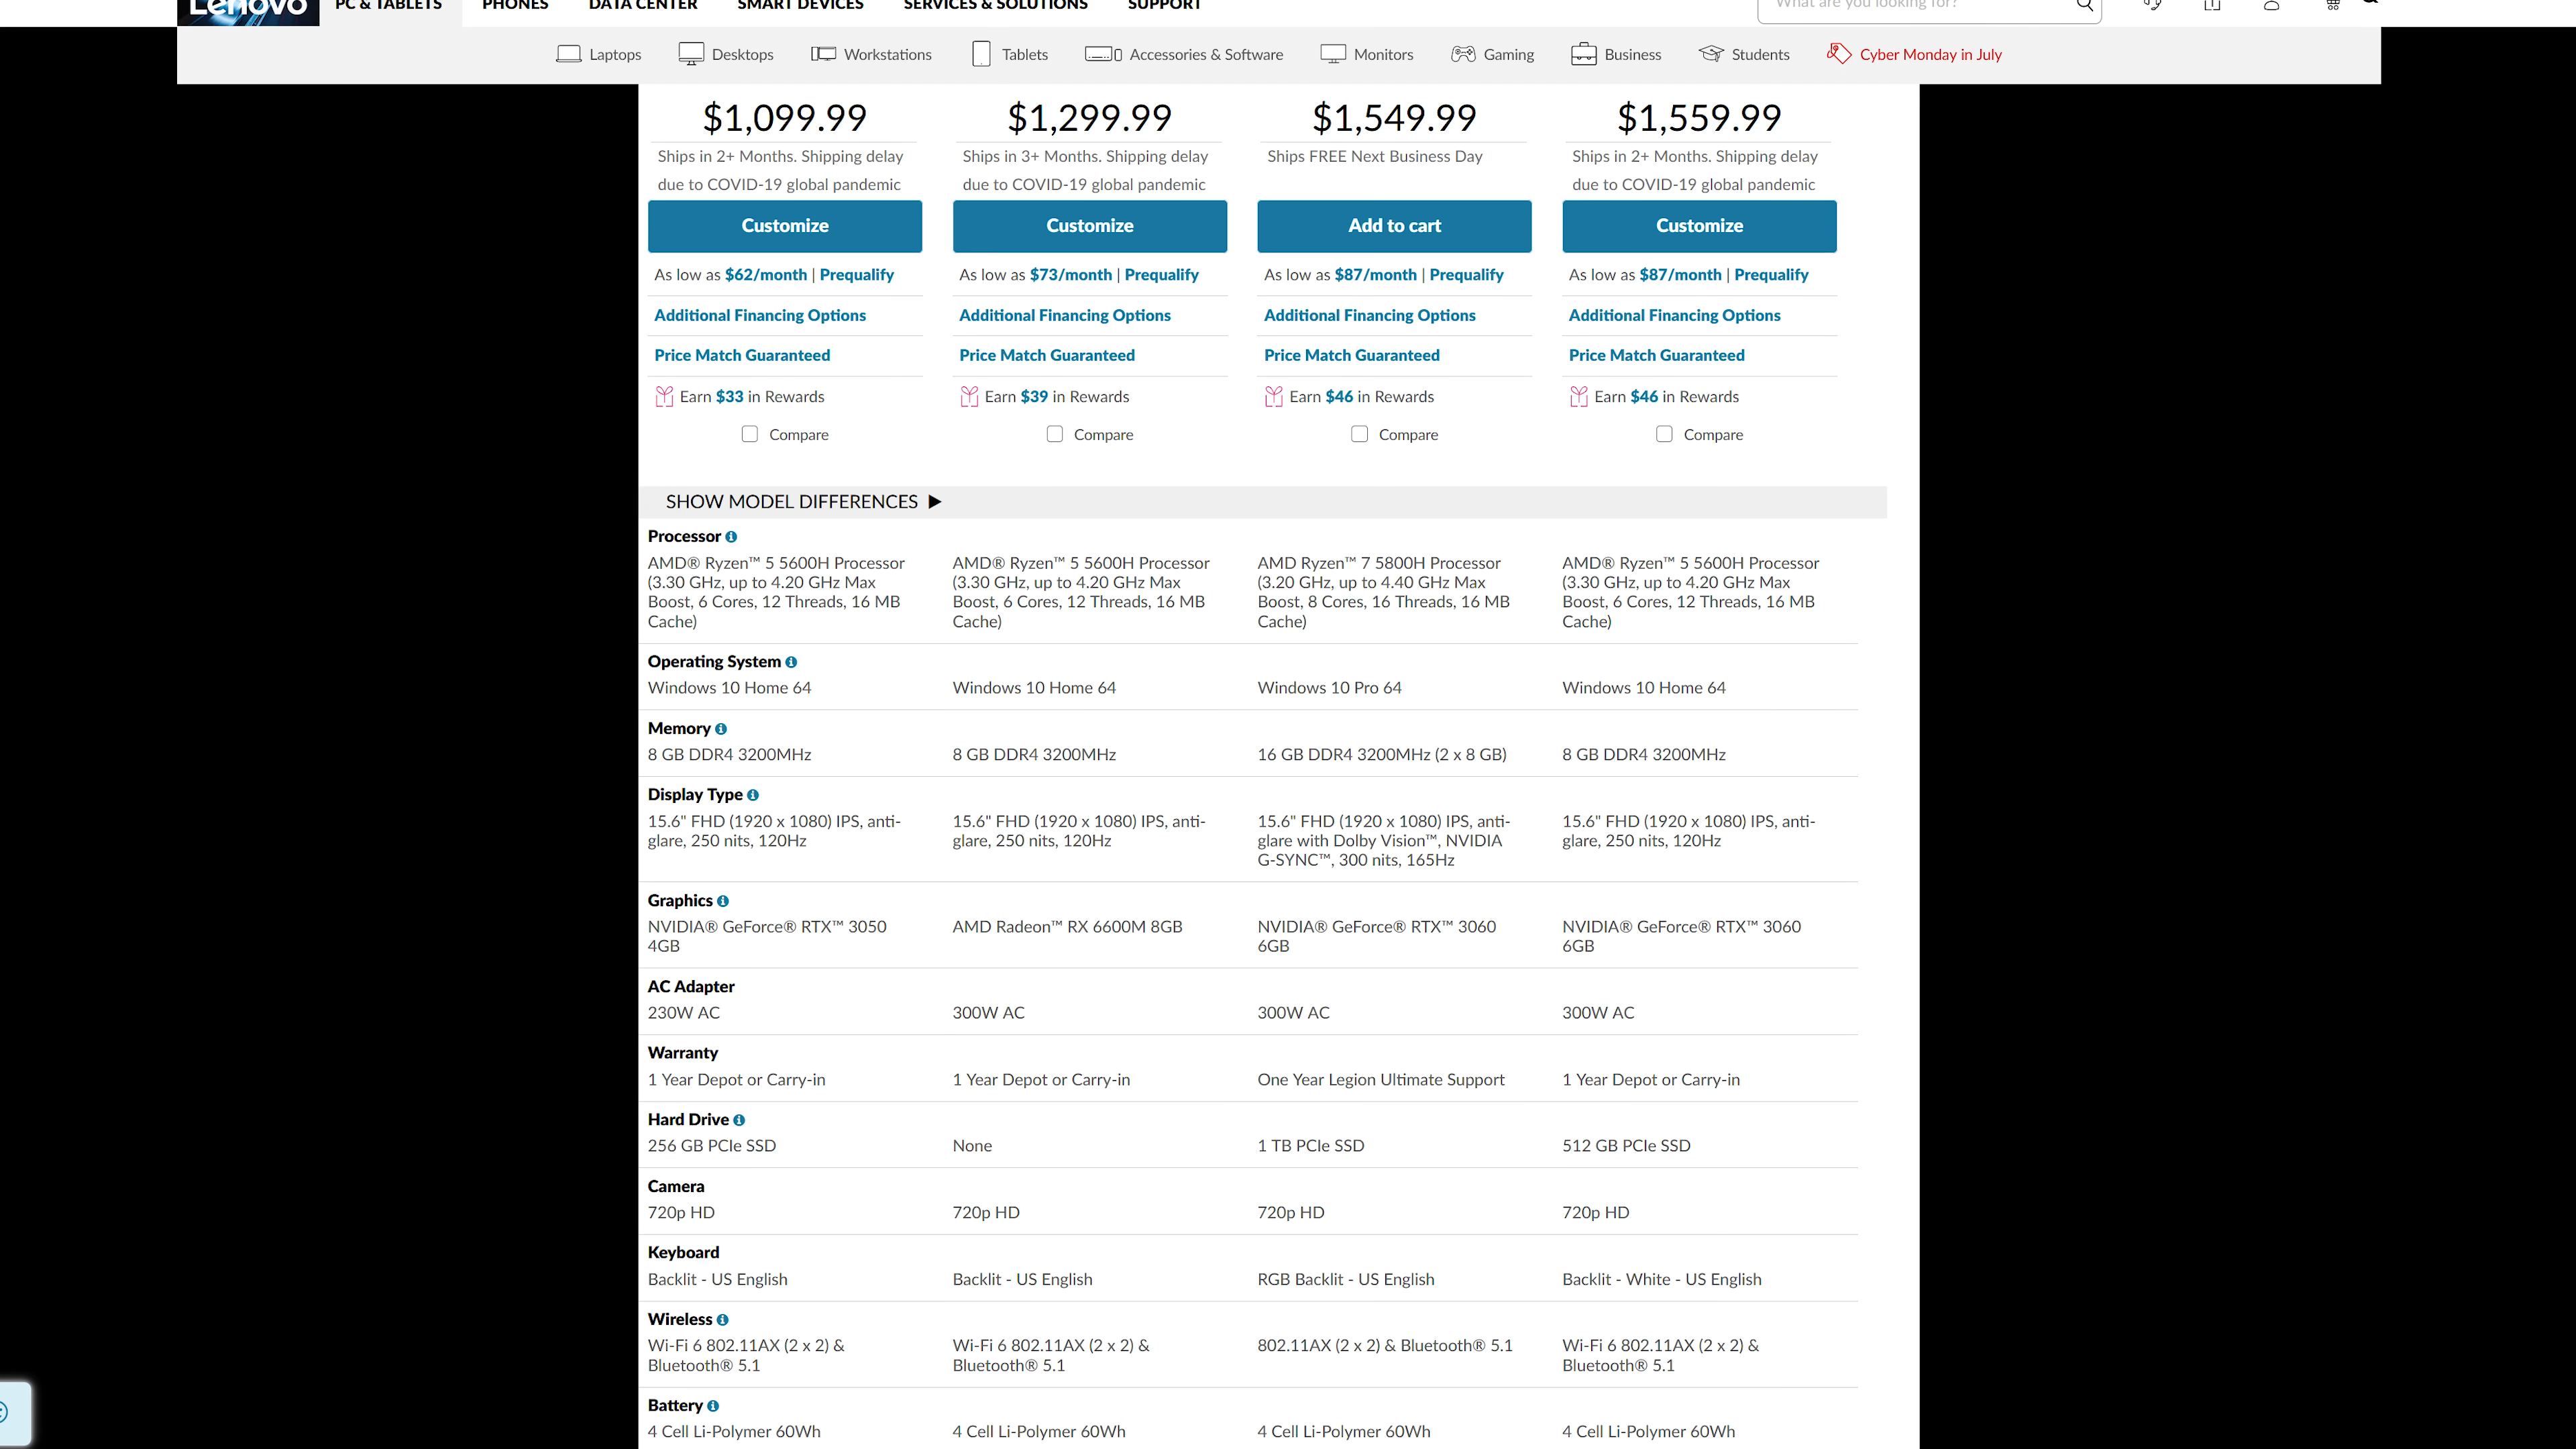 Lenovo
PC & TABLETS PHONES DATA CENTER SMART DEVICES SERVICES & SOLUTIONS SUPPORT What are you looking for?
Laptops Desktops Workstations Tablets Accessories & Software Monitors Gaming Business Students Cyber Monday in July
$1,099.99 $1,299.99 $1,549.99 $1,559.99
Ships in 2+ Months. Shipping delay Ships in 3+ Months. Shipping delay Ships FREE Next Business Day Ships in 2+ Months. Shipping delay
due to COVID-19 global pandemic due to COVID-19 global pandemic due to COVID-19 global pandemic
Customize Customize Add to cart Customize
As low as $62/month | Prequalify As low as $73/month | Prequalify As low as $87/month | Prequalify As low as $87/month | Prequalify
Additional Financing Options Additional Financing Options Additional Financing Options Additional Financing Options
Price Match Guaranteed Price Match Guaranteed Price Match Guaranteed Price Match Guaranteed
Earn $33 in Rewards Earn $39 in Rewards Earn $46 in Rewards Earn $46 in Rewards
Compare Compare Compare Compare
SHOW MODEL DIFFERENCES ▶
Processor
AMD® Ryzen™ 5 5600H Processor AMD® Ryzen™ 5 5600H Processor AMD Ryzen™ 7 5800H Processor AMD® Ryzen™ 5 5600H Processor
(3.30 GHz, up to 4.20 GHz Max (3.30 GHz, up to 4.20 GHz Max (3.20 GHz, up to 4.40 GHz Max (3.30 GHz, up to 4.20 GHz Max
Boost, 6 Cores, 12 Threads, 16 MB Boost, 6 Cores, 12 Threads, 16 MB Boost, 8 Cores, 16 Threads, 16 MB Boost, 6 Cores, 12 Threads, 16 MB
Cache) Cache) Cache) Cache)
Operating System
Windows 10 Home 64 Windows 10 Home 64 Windows 10 Pro 64 Windows 10 Home 64
Memory
8 GB DDR4 3200MHz 8 GB DDR4 3200MHz 16 GB DDR4 3200MHz (2 x 8 GB) 8 GB DDR4 3200MHz
Display Type
15.6" FHD (1920 x 1080) IPS, anti- 15.6" FHD (1920 x 1080) IPS, anti- 15.6" FHD (1920 x 1080) IPS, anti- 15.6" FHD (1920 x 1080) IPS, anti-
glare, 250 nits, 120Hz glare, 250 nits, 120Hz glare with Dolby Vision™, NVIDIA glare, 250 nits, 120Hz
G-SYNC™, 300 nits, 165Hz
Graphics
NVIDIA® GeForce® RTX™ 3050 AMD Radeon™ RX 6600M 8GB NVIDIA® GeForce® RTX™ 3060 NVIDIA® GeForce® RTX™ 3060
4GB 6GB 6GB
AC Adapter
230W AC 300W AC 300W AC 300W AC
Warranty
1 Year Depot or Carry-in 1 Year Depot or Carry-in One Year Legion Ultimate Support 1 Year Depot or Carry-in
Hard Drive
256 GB PCIe SSD None 1 TB PCIe SSD 512 GB PCIe SSD
Camera
720p HD 720p HD 720p HD 720p HD
Keyboard
Backlit - US English Backlit - US English RGB Backlit - US English Backlit - White - US English
Wireless
Wi-Fi 6 802.11AX (2 x 2) & Wi-Fi 6 802.11AX (2 x 2) & 802.11AX (2 x 2) & Bluetooth® 5.1 Wi-Fi 6 802.11AX (2 x 2) &
Bluetooth® 5.1 Bluetooth® 5.1 Bluetooth® 5.1
Battery
4 Cell Li-Polymer 60Wh 4 Cell Li-Polymer 60Wh 4 Cell Li-Polymer 60Wh 4 Cell Li-Polymer 60Wh